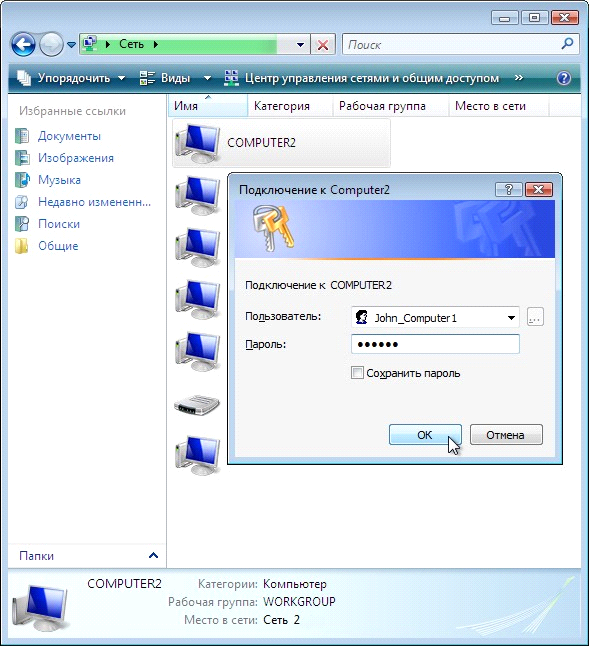 Сеть
Поиск
Упорядочить
Виды
Центр управления сетями и общим доступом
»
Избранные ссылки
Документы
Изображения
Музыка
Недавно измененн...
Поиски
Общие
Имя
Категория
Рабочая группа
Место в сети
COMPUTER2
Подключение к Computer2
Подключение к COMPUTER2
Пользователь:
John_Computer1
...
Пароль:
••••••
Сохранить пароль
OK
Отмена
Папки
COMPUTER2
Категории: Компьютер
Рабочая группа: WORKGROUP
Место в сети: Сеть 2